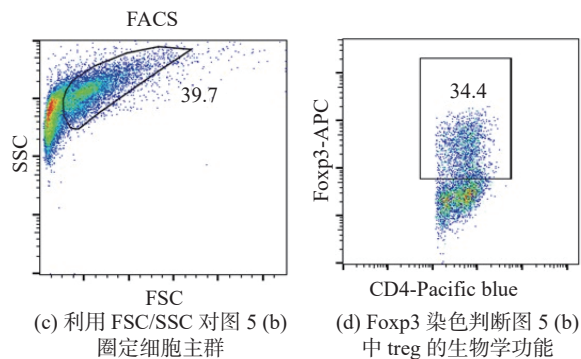 FACS
39.7
SSC
FSC
(c) 利用 FSC/SSC 对图 5 (b)
圈定细胞主群
34.4
Foxp3-APC
CD4-Pacific blue
(d) Foxp3 染色判断图 5 (b)
中 treg 的生物学功能